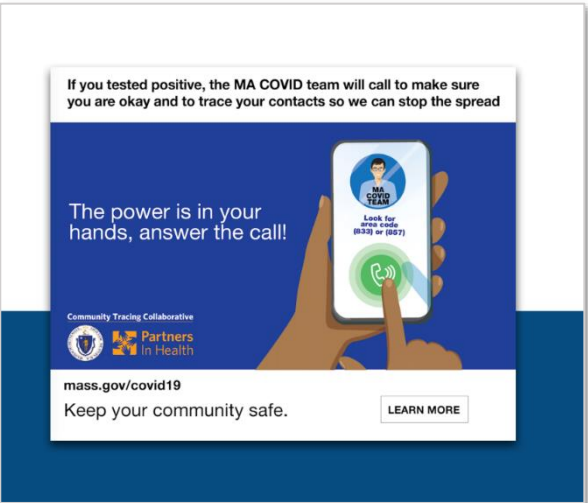 If you tested positive, the MA COVID team will call to make sure
you are okay and to trace your contacts so we can stop the spread
The power is in your
hands, answer the call!
MA
COVID
TEAM
Look for
area code
(833) or (857)
Community Tracing Collaborative
Partners
In Health
mass.gov/covid19
Keep your community safe.
LEARN MORE